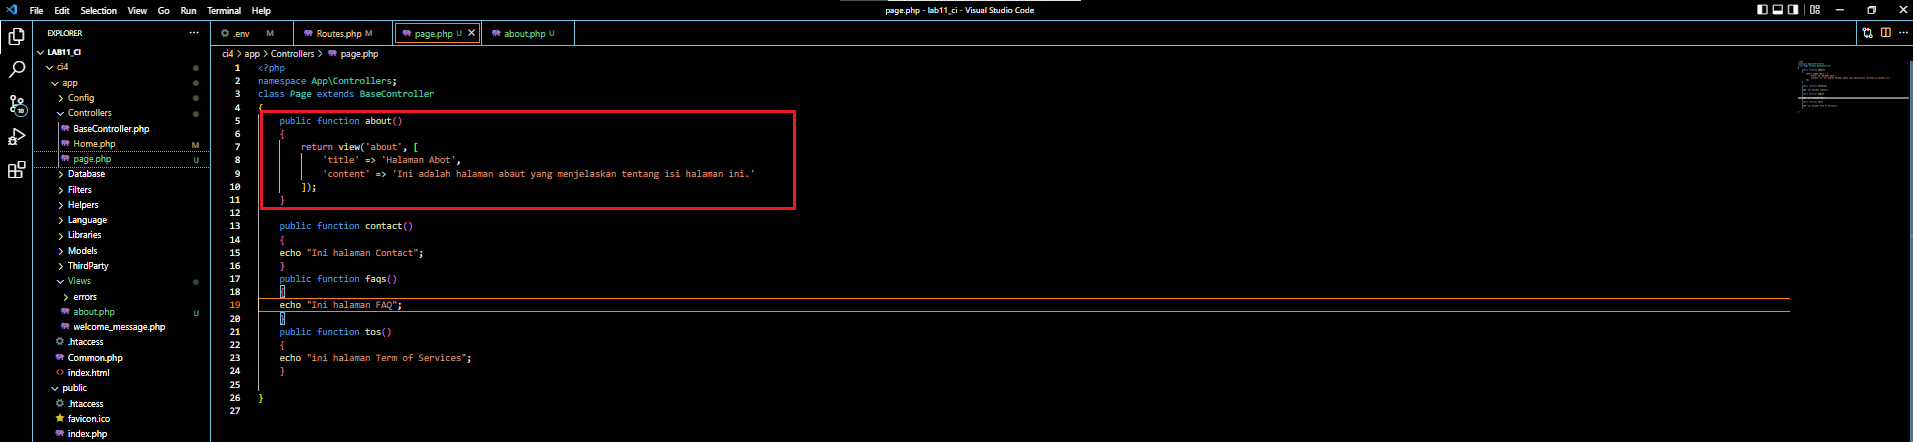 File Edit Selection View Go Run Terminal Help
page.php - lab11_ci - Visual Studio Code
EXPLORER ...
.env M
Routes.php M
page.php U
about.php U
LAB11_CI
ci4
app
Config
Controllers
BaseController.php
Home.php M
page.php U
Database
Filters
Helpers
Language
Libraries
Models
ThirdParty
Views
errors
about.php U
welcome_message.php
.htaccess
Common.php
index.html
public
.htaccess
favicon.ico
index.php
10
ci4 > app > Controllers > page.php
1 <?php
2 namespace App\Controllers;
3 class Page extends BaseController
4 {
5 public function about()
6 {
7 return view('about', [
8 'title' => 'Halaman Abot',
9 'content' => 'Ini adalah halaman abaut yang menjelaskan tentang isi halaman ini.'
10 ]);
11 }
12
13 public function contact()
14 {
15 echo "Ini halaman Contact";
16 }
17 public function faqs()
18 {
19 echo "Ini halaman FAQ";
20 }
21 public function tos()
22 {
23 echo "ini halaman Term of Services";
24 }
25
26 }
27